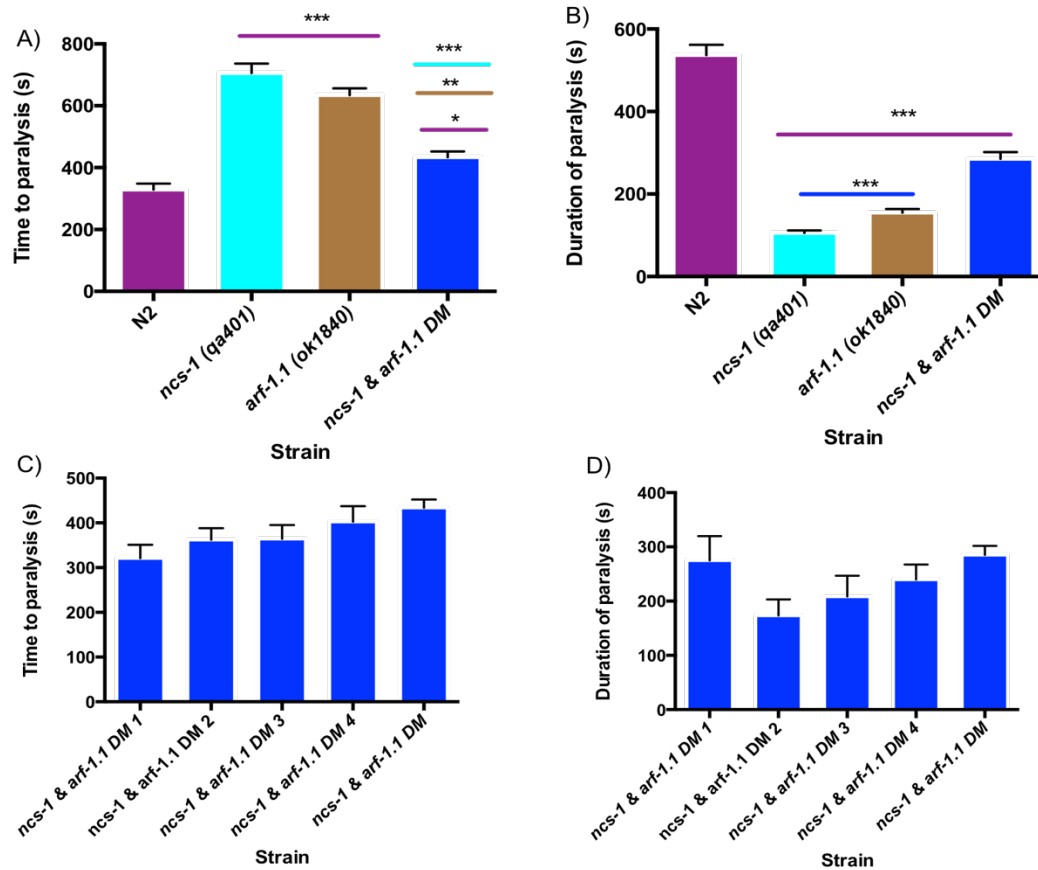 A)
Time to paralysis (s)
800
600
400
200
0
***
***
**
*
N2
ncs-1 (qa401)
arf-1.1 (ok1840)
ncs-1 & arf-1.1 DM
Strain
B)
Duration of paralysis (s)
600
400
200
0
***
***
N2
ncs-1 (qa401)
arf-1.1 (ok1840)
ncs-1 & arf-1.1 DM
Strain
C)
Time to paralysis (s)
500
400
300
200
100
0
ncs-1 & arf-1.1 DM 1
ncs-1 & arf-1.1 DM 2
ncs-1 & arf-1.1 DM 3
ncs-1 & arf-1.1 DM 4
ncs-1 & arf-1.1 DM
Strain
D)
Duration of paralysis (s)
400
300
200
100
0
ncs-1 & arf-1.1 DM 1
ncs-1 & arf-1.1 DM 2
ncs-1 & arf-1.1 DM 3
ncs-1 & arf-1.1 DM 4
ncs-1 & arf-1.1 DM
Strain